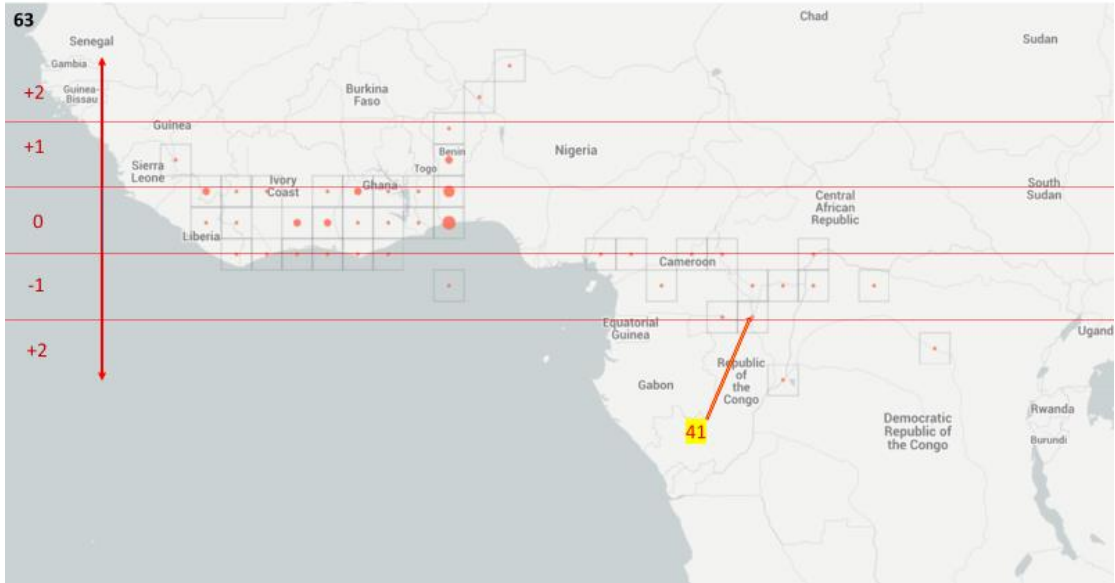 63
Chad
Senegal
Sudan
Gambia
+2
Guinea-
Bissau
Burkina
Faso
Guinea
+1
Benin
Nigeria
Sierra
Leone
Togo
Ivory
Coast
Ghana
South
Sudan
Central
African
Republic
0
Liberia
Cameroon
-1
Equatorial
Guinea
Ugand
+2
Republic
of
the
Congo
Gabon
Rwanda
Democratic
Republic of
the Congo
41
Burundi